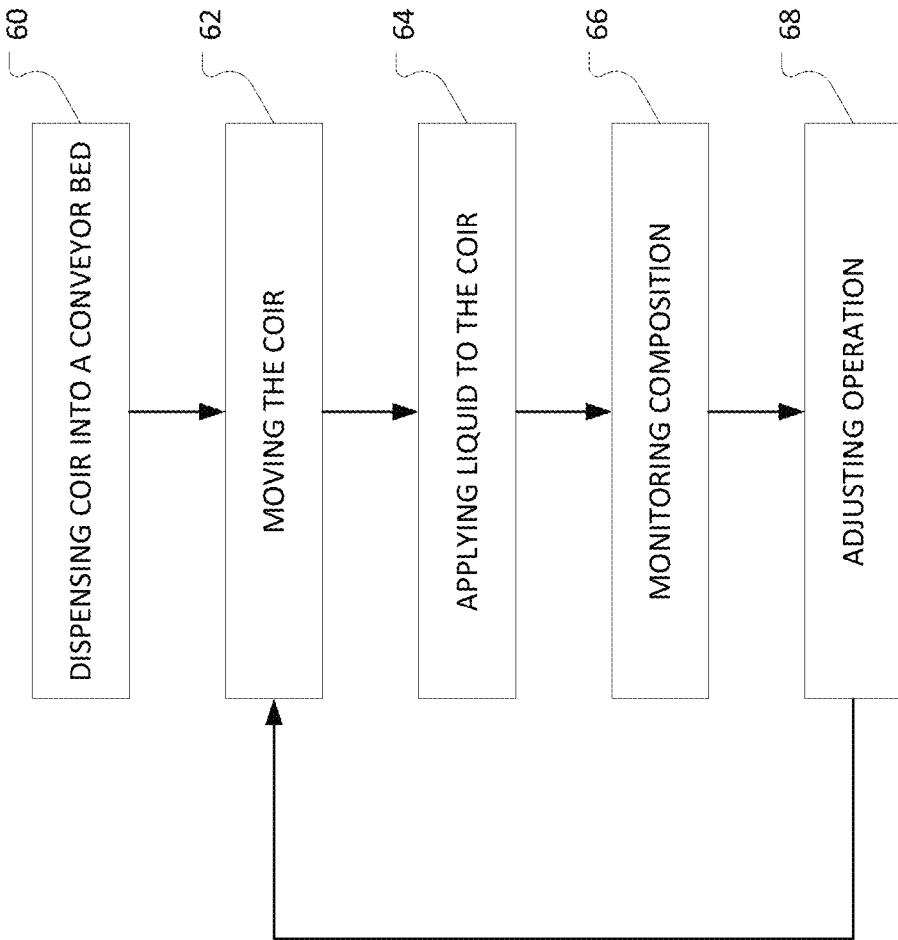 DISPENSING COIR INTO A CONVEYOR BED
60
MOVING THE COIR
62
APPLYING LIQUID TO THE COIR
64
MONITORING COMPOSITION
66
ADJUSTING OPERATION
68